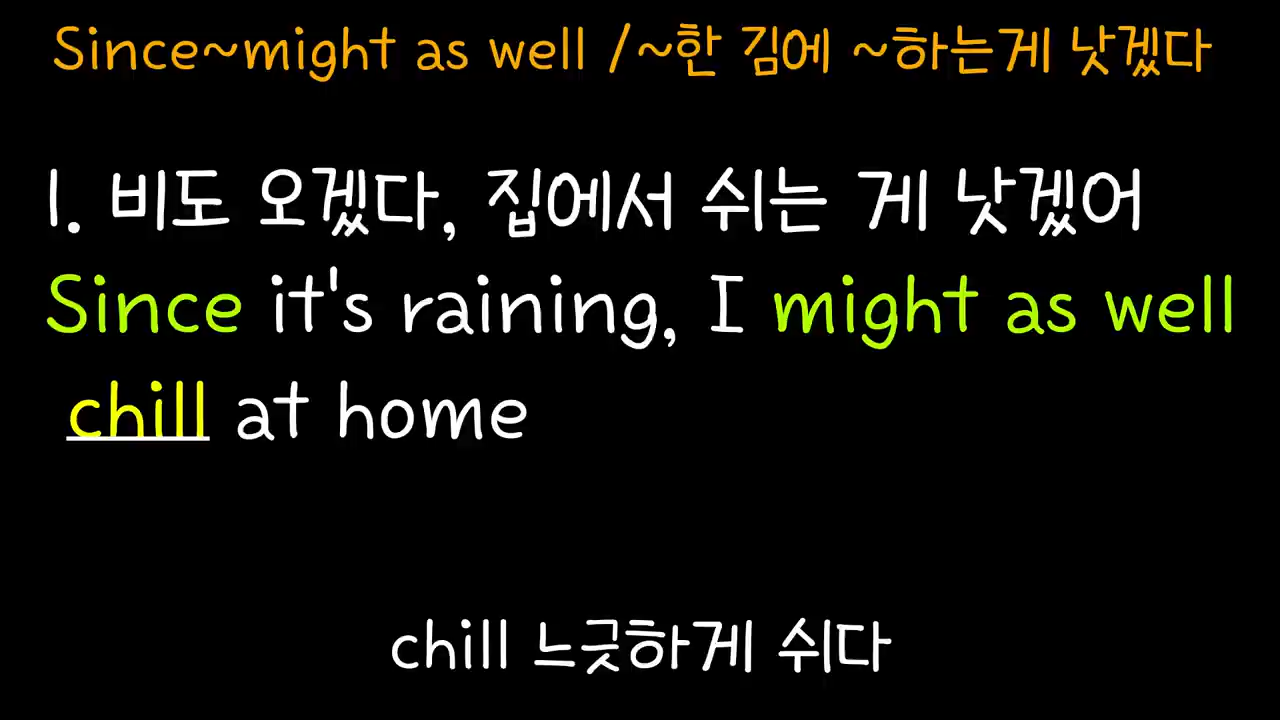 Since~might as well /~한 김에 ~하는게 낫겠다
1. 비도 오겠다, 집에서 쉬는 게 낫겠어
Since it's raining, I might as well
chill at home
chill 느긋하게 쉬다